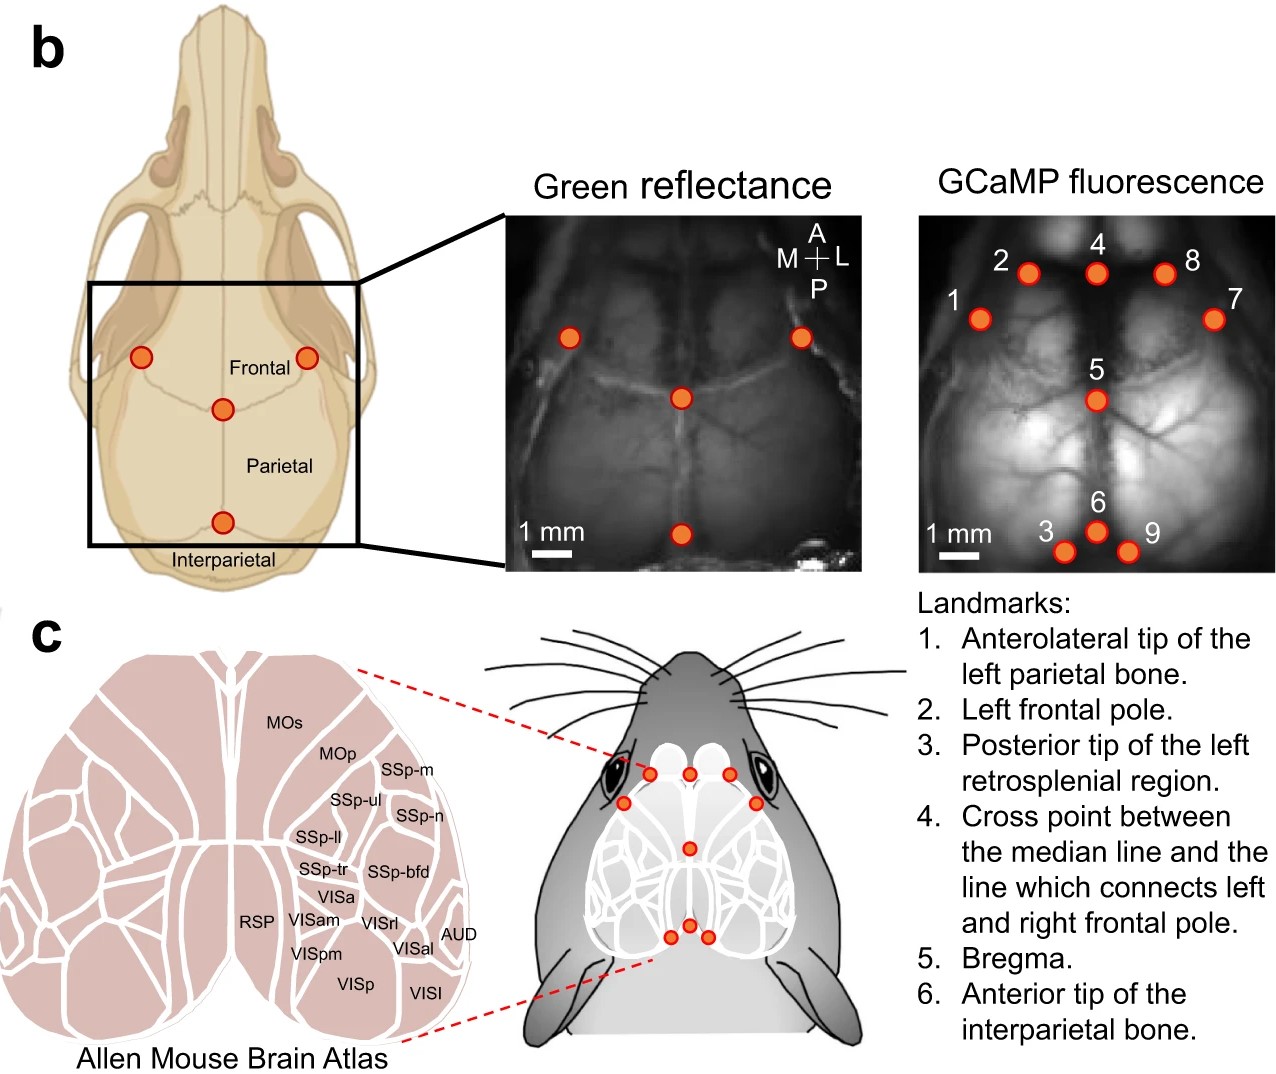 b
Frontal
Parietal
Interparietal
Green reflectance
A
M L
P
1 mm
GCaMP fluorescence
2 4 8
1 7
5
6
3 9
1 mm
Landmarks:
1. Anterolateral tip of the
left parietal bone.
2. Left frontal pole.
3. Posterior tip of the left
retrosplenial region.
4. Cross point between
the median line and the
line which connects left
and right frontal pole.
5. Bregma.
6. Anterior tip of the
interparietal bone.
c
MOs
MOp
SSp-m
SSp-ul
SSp-n
SSp-ll
SSp-tr
SSp-bfd
VISa
RSP
VISam
VISrl
AUD
VISpm
VISal
VISp
VISl
Allen Mouse Brain Atlas